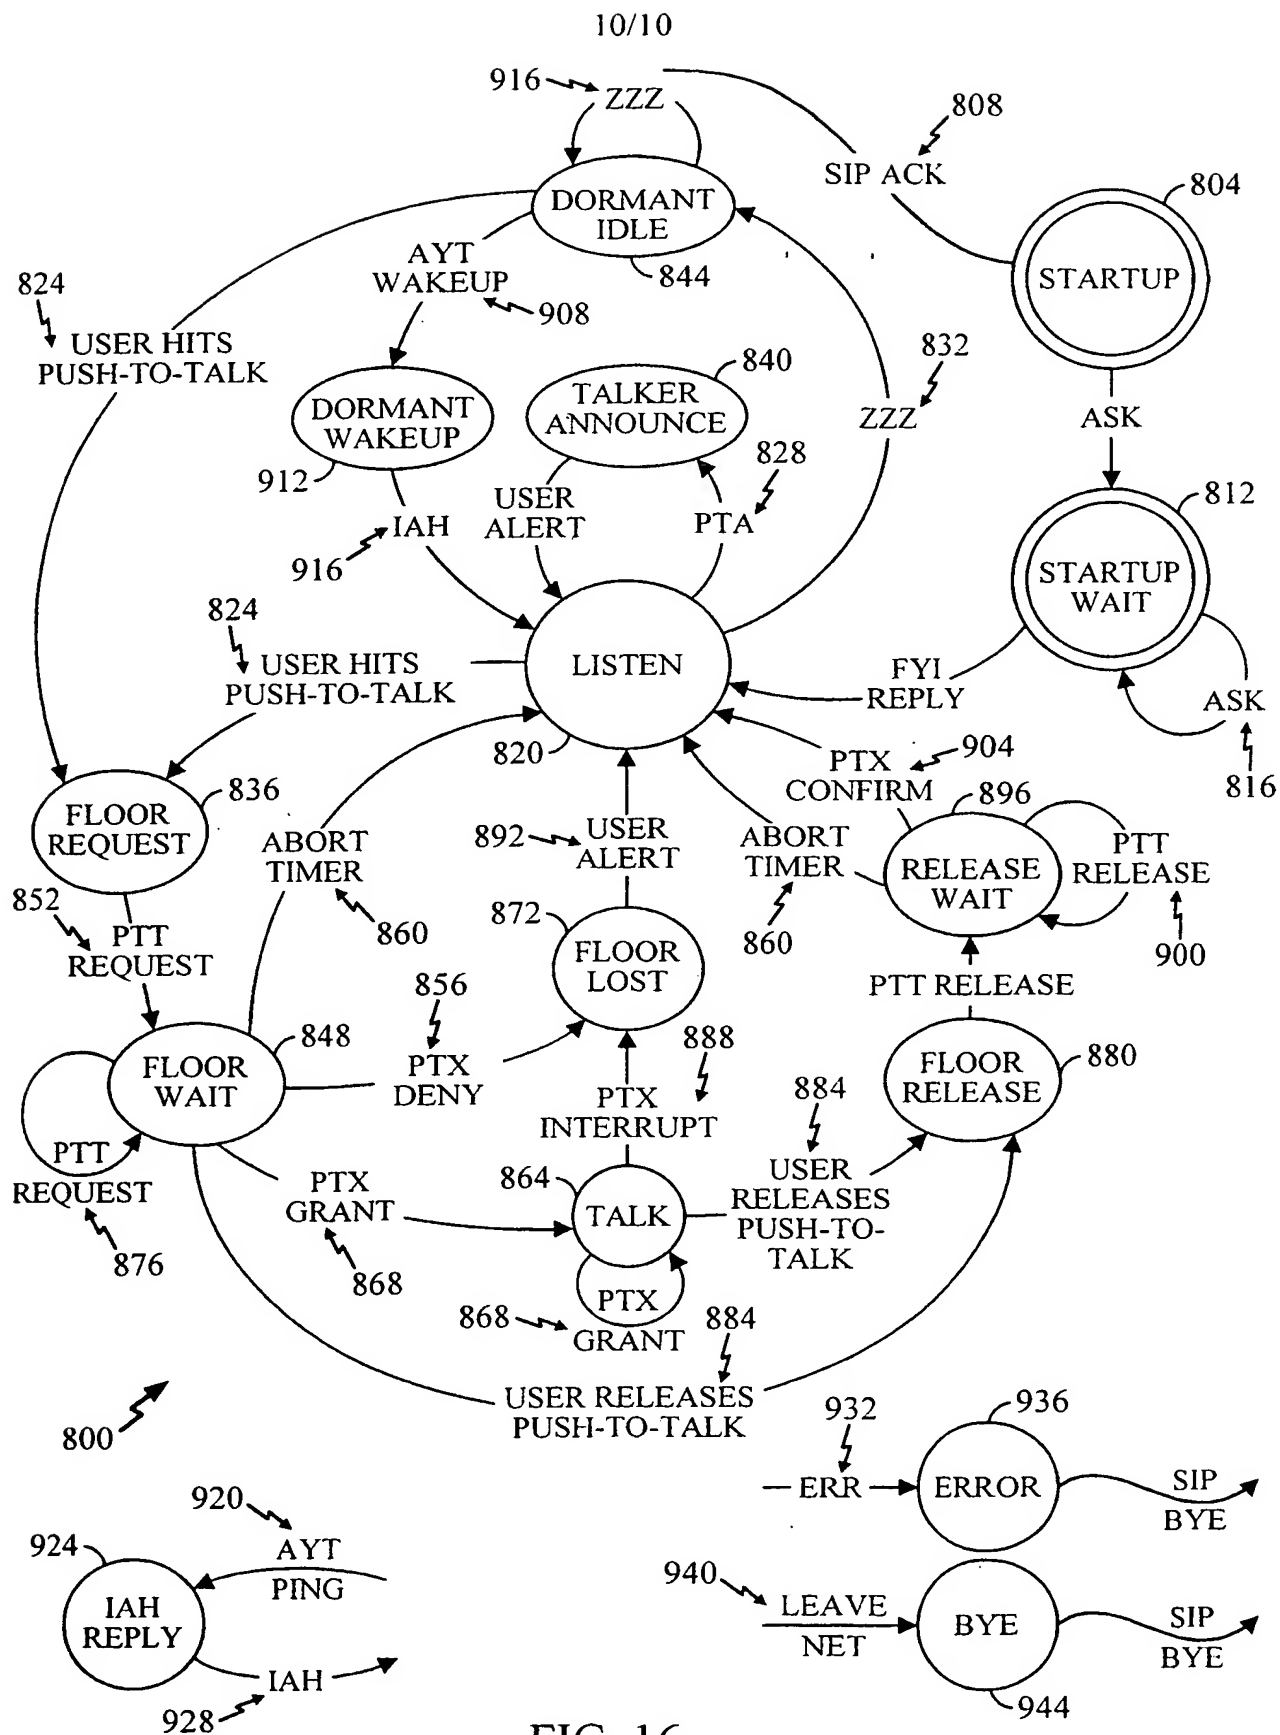 10/10
916
ZZZ
808
SIP ACK
804
DORMANT
IDLE
STARTUP
844
AYT
WAKEUP
908
824
USER HITS
PUSH-TO-TALK
832
840
TALKER
ANNOUNCE
DORMANT
WAKEUP
ZZZ
ASK
828
912
812
USER
ALERT
PTA
IAH
916
STARTUP
WAIT
824
USER HITS
PUSH-TO-TALK
LISTEN
FYI
REPLY
ASK
820
904
PTX
CONFIRM
816
836
896
FLOOR
REQUEST
ABORT
TIMER
892
USER
ALERT
ABORT
TIMER
RELEASE
WAIT
PTT
RELEASE
852
860
872
860
900
PTT
REQUEST
FLOOR
LOST
PTT RELEASE
856
848
888
FLOOR
WAIT
PTX
DENY
FLOOR
RELEASE
880
PTX
INTERRUPT
884
PTT
REQUEST
PTX
GRANT
864
TALK
USER
RELEASES
PUSH-TO-
TALK
876
868
PTX
GRANT
868
884
USER RELEASES
PUSH-TO-TALK
800
932
936
ERR
ERROR
SIP
BYE
920
AYT
PING
924
IAH
REPLY
940
LEAVE
NET
BYE
SIP
BYE
IAH
928
944
FIG. 16